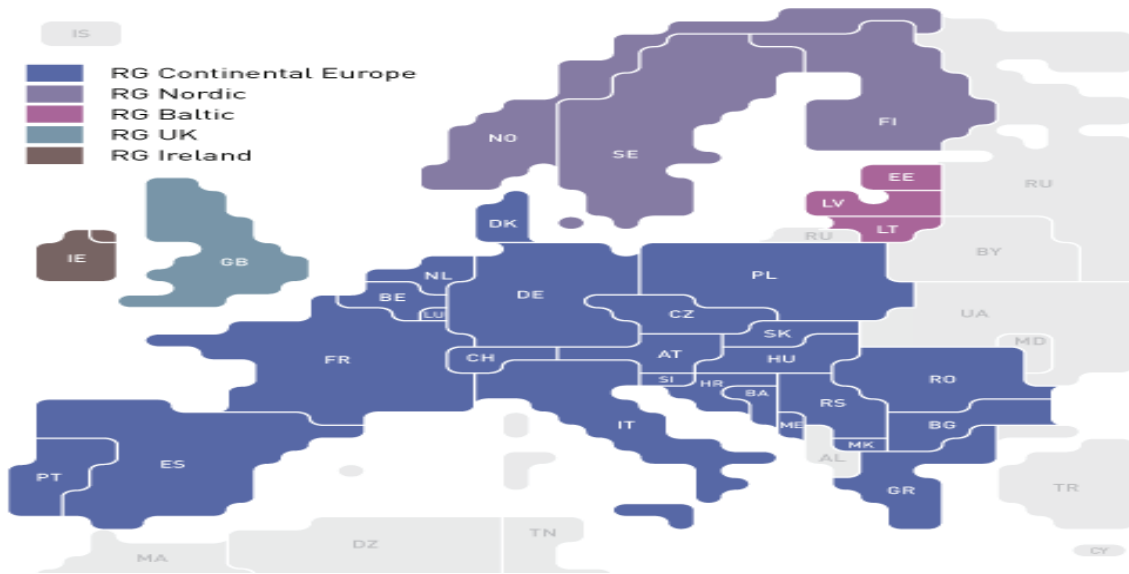 IS
RG Continental Europe
RG Nordic
RG Baltic
RG UK
RG Ireland
NO
SE
FI
EE
RU
LV
LT
DK
RU
BY
IE
GB
NL
DE
PL
BE
LU
CZ
UA
SK
MD
FR
CH
AT
HU
SI
HR
BA
RO
RS
IT
ME
BG
MK
AL
PT
ES
GR
TR
MA
DZ
TN
CY